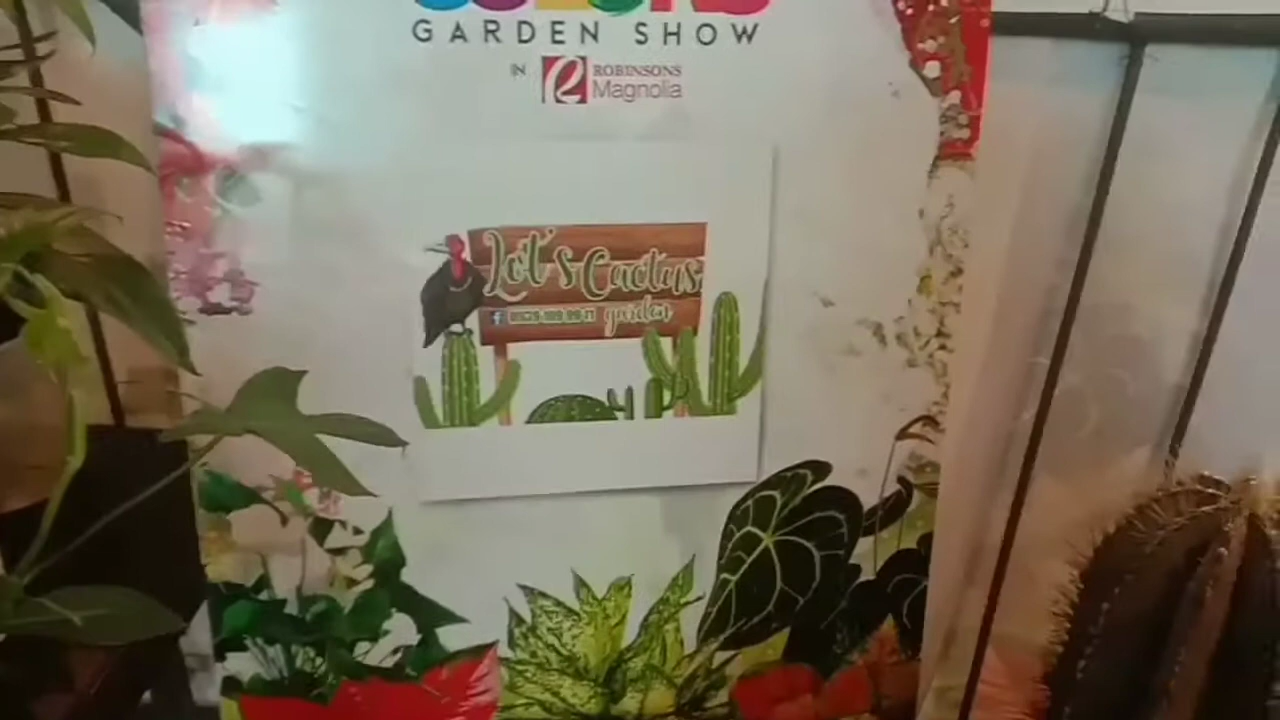 GARDEN SHOW
IN ROBINSONS
Magnolia
Lot's Cactus
garden